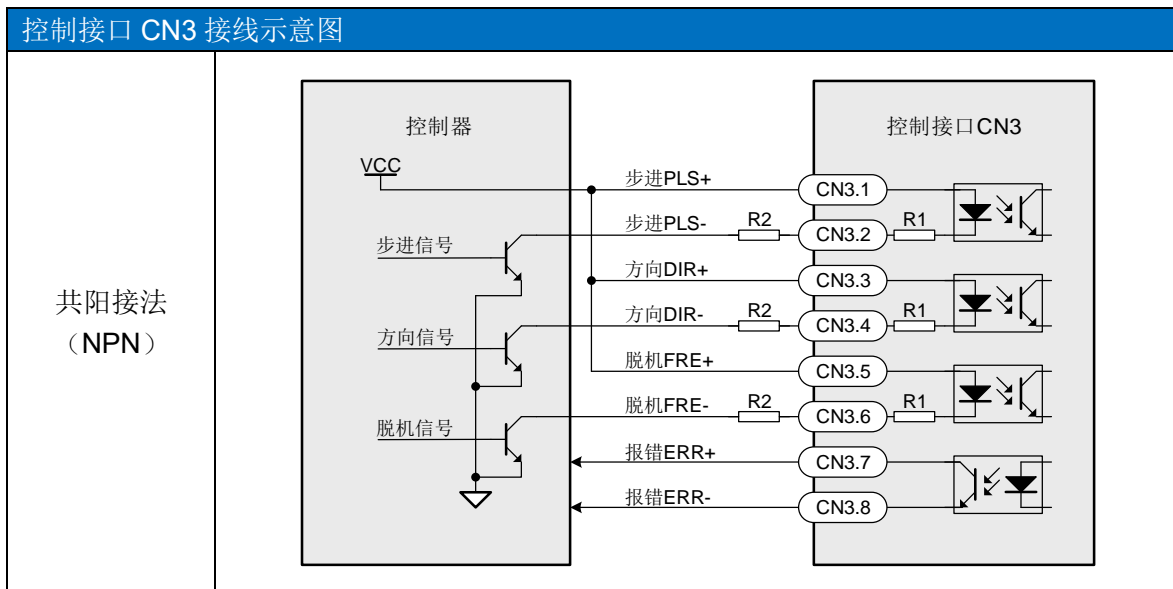 控制接口 CN3 接线示意图
共阳接法
（NPN）
控制器
控制接口CN3
VCC
步进PLS+
CN3.1
步进PLS-
R2
CN3.2
R1
步进信号
方向DIR+
CN3.3
方向DIR-
R2
CN3.4
R1
方向信号
脱机FRE+
CN3.5
脱机FRE-
R2
CN3.6
R1
脱机信号
报错ERR+
CN3.7
报错ERR-
CN3.8